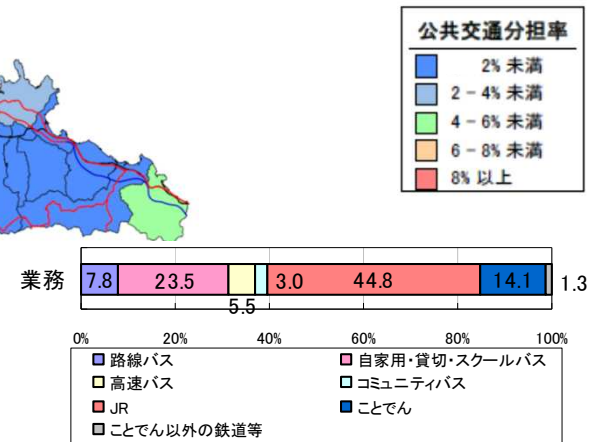 公共交通分担率
2% 未満
2 - 4% 未満
4 - 6% 未満
6 - 8% 未満
8% 以上
業務 7.8 23.5 5.5 3.0 44.8 14.1 1.3
0% 20% 40% 60% 80% 100%
路線バス 自家用・貸切・スクールバス
高速バス コミュニティバス
JR ことでん
ことでん以外の鉄道等